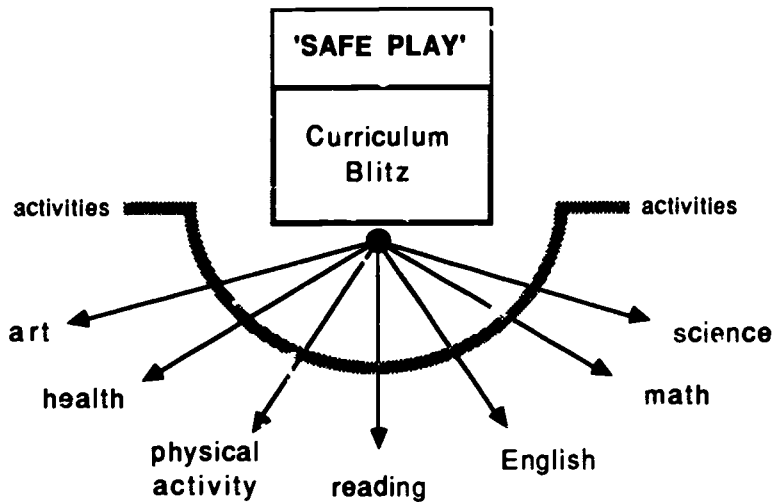 'SAFE PLAY'
Curriculum
Blitz
activities
activities
art
science
health
math
physical
activity
reading
English